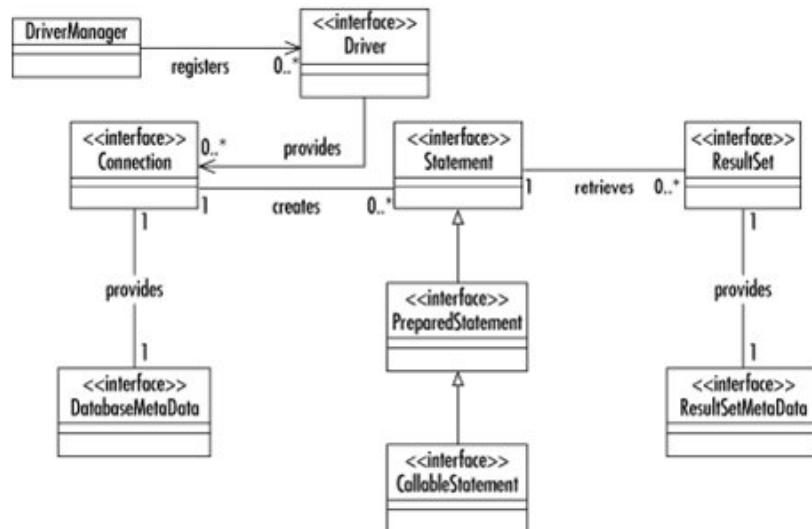 DriverManager
<<interface>>
Driver
registers
0..*
<<interface>>
Connection
0..*
provides
<<interface>>
Statement
<<interface>>
ResultSet
1
creates
0..*
1
retrieves
0..*
1
provides
1
1
provides
1
<<interface>>
PreparedStatement
<<interface>>
DatabaseMetaData
<<interface>>
ResultSetMetaData
<<interface>>
CallableStatement